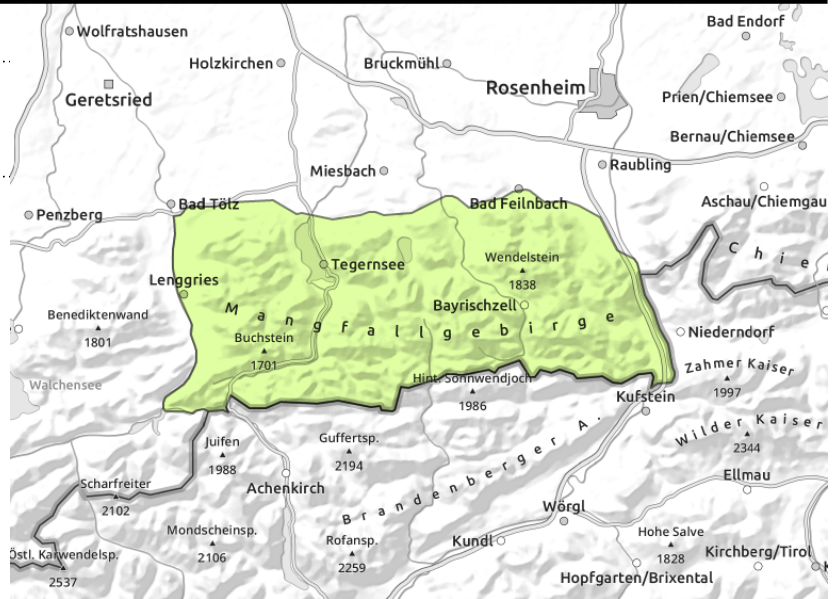 Bad Endorf
Wolfratshausen
Holzkirchen
Bruckmühl
Rosenheim
Geretsried
Prien/Chiemsee
Bernau/Chiemsee
Miesbach
Raubling
Bad Tölz
Bad Feilnbach
Aschau/Chiemgau
Penzberg
Chie
Tegernsee
Wendelstein
1838
Lenggries
Bayrischzell
Mangfallgebirge
Benediktenwand
1801
Buchstein
1701
Niederndorf
Walchensee
Hint. Sonnwendjoch
1986
Zahmer Kaiser
1997
Kufstein
Wilder Kaiser
2344
Juifen
1988
Guffertsp.
2194
Brandenberger A.
Scharfreiter
2102
Achenkirch
Ellmau
Wörgl
Mondscheinsp.
2106
Rofansp.
2259
Kundl
Hohe Salve
1828
Kirchberg/Tirol
Östl. Karwendelsp.
2537
Hopfgarten/Brixental